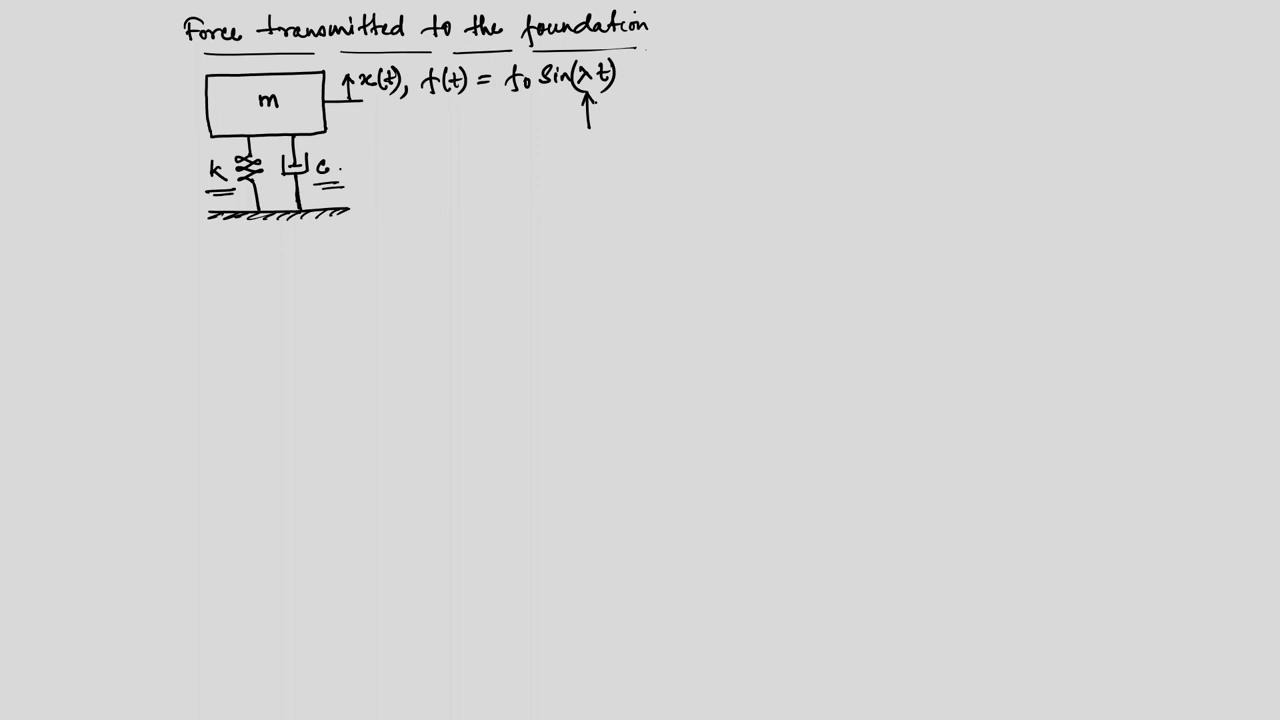 Force transmitted to the foundation
m x(t), f(t) = f₀ Sin(λt)
k c.